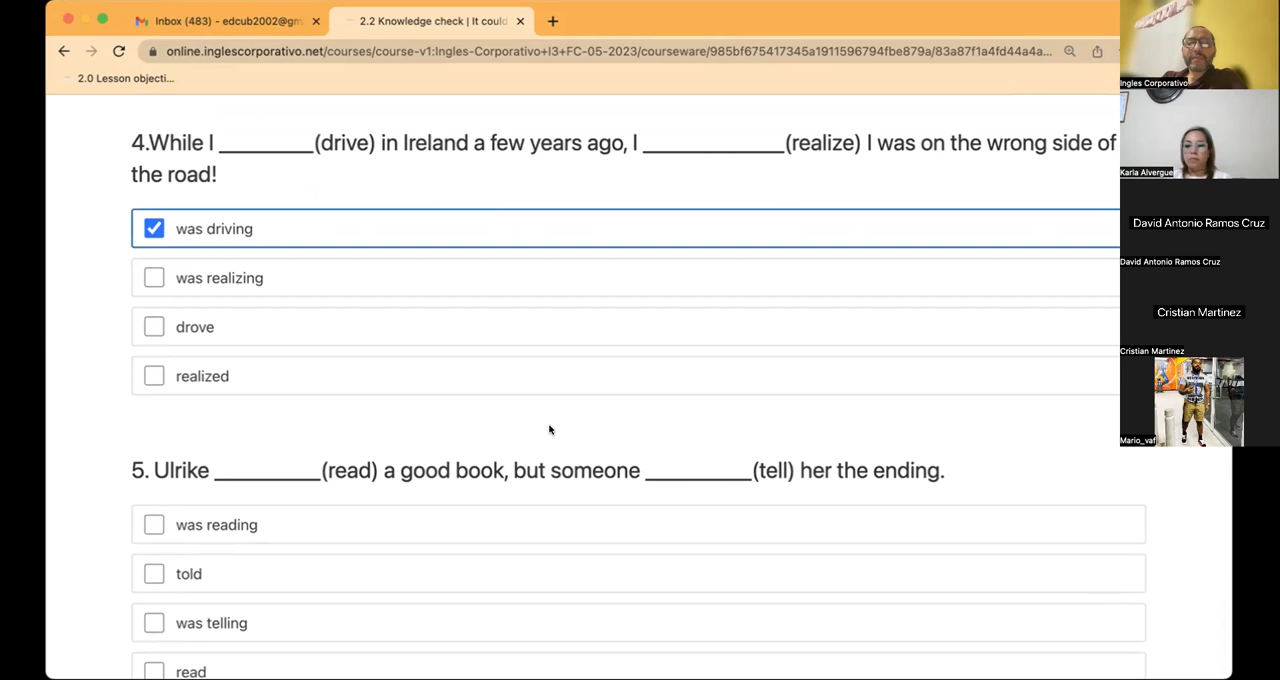 Inbox (483) - edcub2002@gm
2.2 Knowledge check | It could
online.inglescorporativo.net/courses/course-v1:Ingles-Corporativo+I3+FC-05-2023/courseware/985bf675417345a1911596794fbe879a/83a87f1a4fd44a4a...
2.0 Lesson objecti...
4.While I _________(drive) in Ireland a few years ago, I _____________(realize) I was on the wrong side of
the road!
was driving
was realizing
drove
realized
5. Ulrike __________(read) a good book, but someone __________(tell) her the ending.
was reading
told
was telling
read
Ingles Corporativo
Karla Alvergue
David Antonio Ramos Cruz
David Antonio Ramos Cruz
Cristian Martinez
Cristian Martinez
Mario_vaf